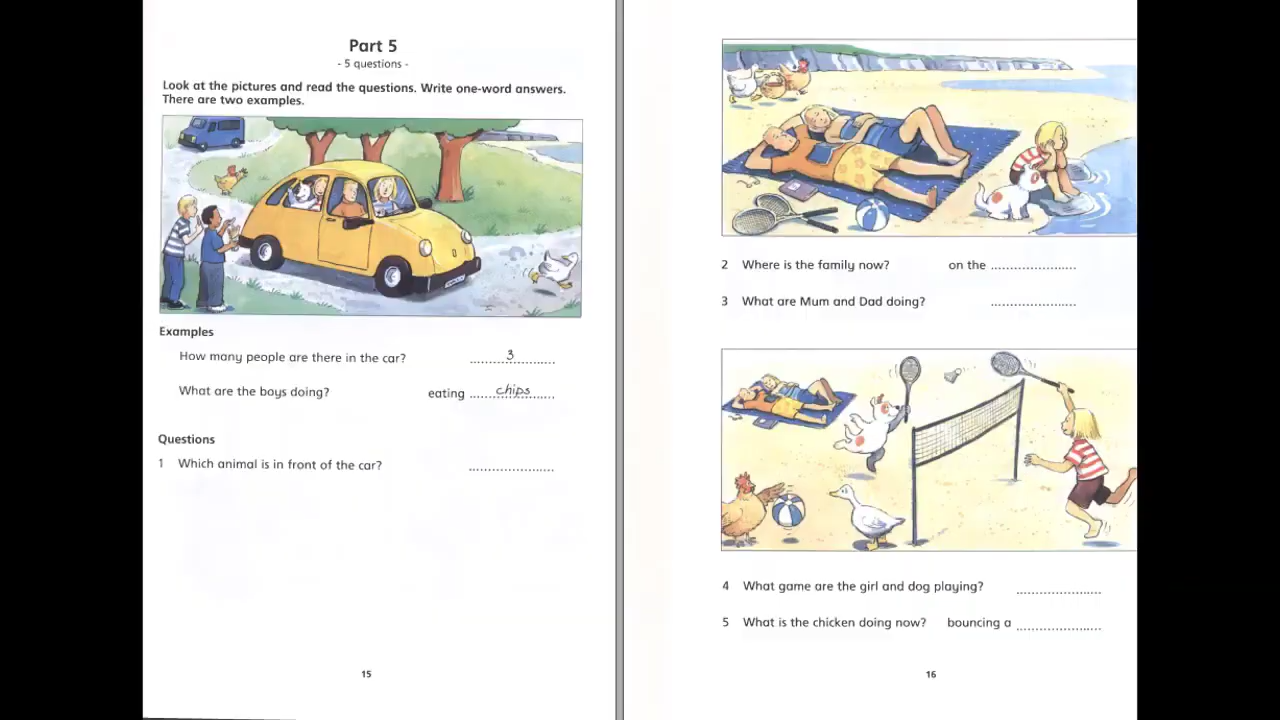 Part 5
- 5 questions -
Look at the pictures and read the questions. Write one-word answers.
There are two examples.
Examples
How many people are there in the car? 3
What are the boys doing? eating chips
Questions
1 Which animal is in front of the car? ........................
15
2 Where is the family now? on the ........................
3 What are Mum and Dad doing? ........................
4 What game are the girl and dog playing? ........................
5 What is the chicken doing now? bouncing a ........................
16